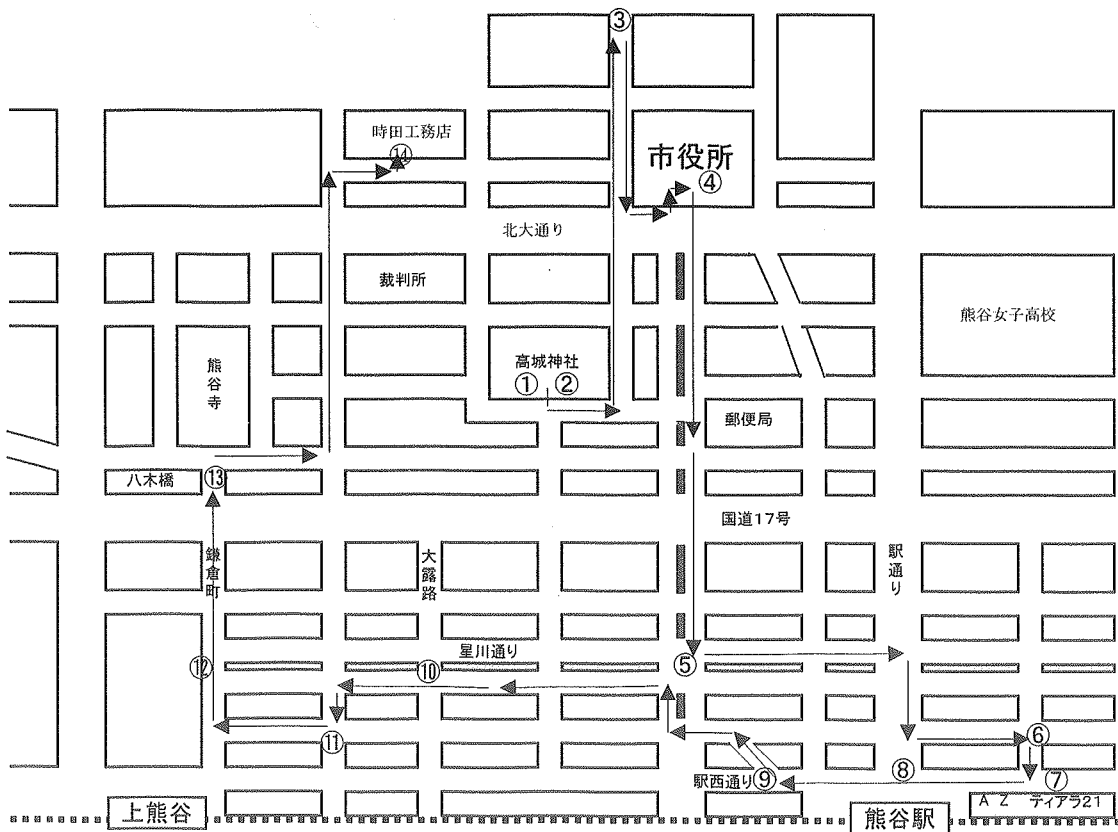 ③
時田工務店
⑭
市役所
④
北大通り
裁判所
熊谷女子高校
高城神社
① ②
熊谷寺
郵便局
八木橋
⑬
国道17号
鎌倉町
大露路
駅通り
星川通り
⑫
⑩
⑤
⑪
⑥
⑧
駅西通り⑨
⑦
AZ ティアラ21
上熊谷
熊谷駅